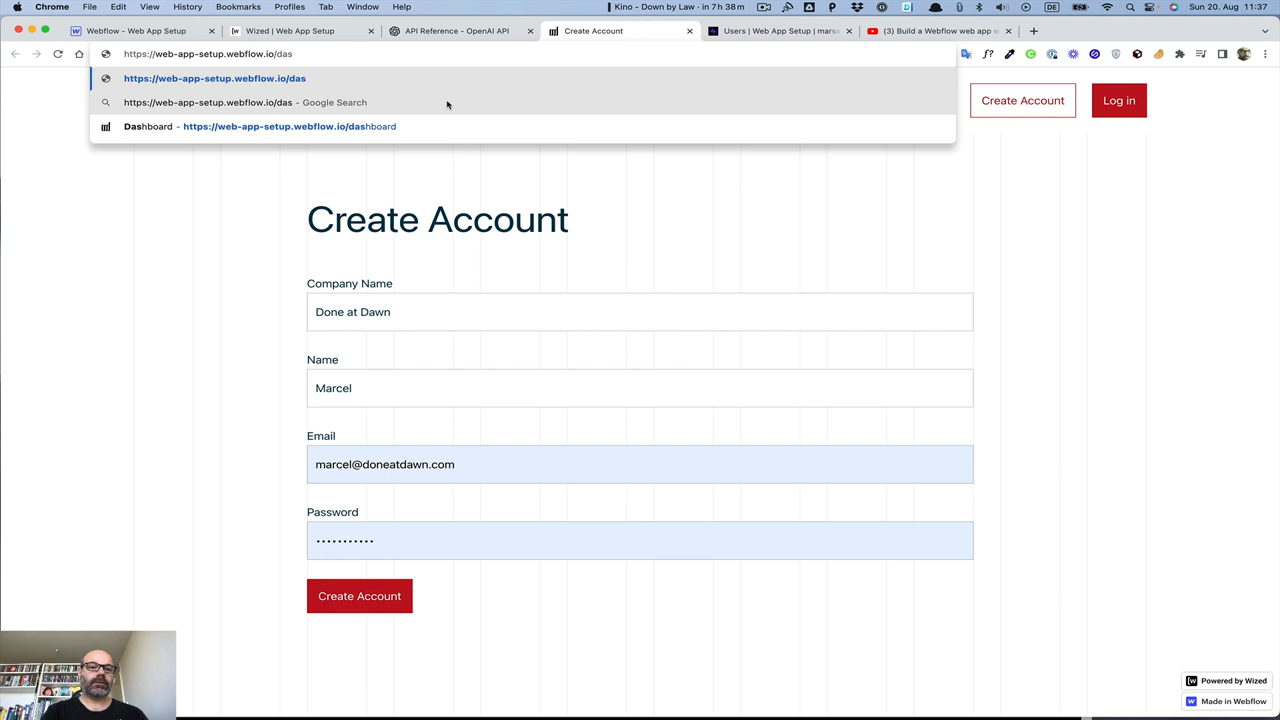 Chrome File Edit View History Bookmarks Profiles Tab Window Help Kino - Down by Law - in 7 h 38 m DE Sun 20. Aug 11:37
Webflow - Web App Setup Wized | Web App Setup API Reference - OpenAI API Create Account Users | Web App Setup | marsa (3) Build a Webflow web app w
https://web-app-setup.webflow.io/das
https://web-app-setup.webflow.io/das
https://web-app-setup.webflow.io/das - Google Search
Dashboard - https://web-app-setup.webflow.io/dashboard
Create Account Log in
Create Account
Company Name
Done at Dawn
Name
Marcel
Email
marcel@doneatdawn.com
Password
Create Account
Powered by Wized
Made in Webflow